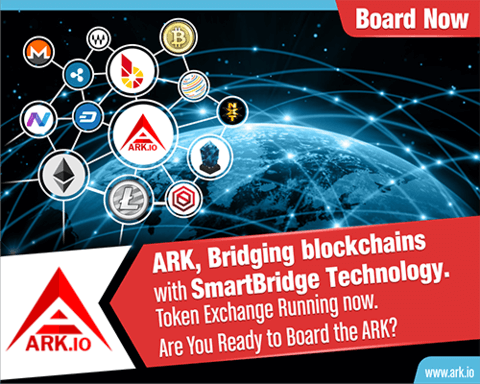 Board Now
ARK.IO
ARK, Bridging blockchains
with SmartBridge Technology.
Token Exchange Running now.
Are You Ready to Board the ARK?
ARK.IO
www.ark.io